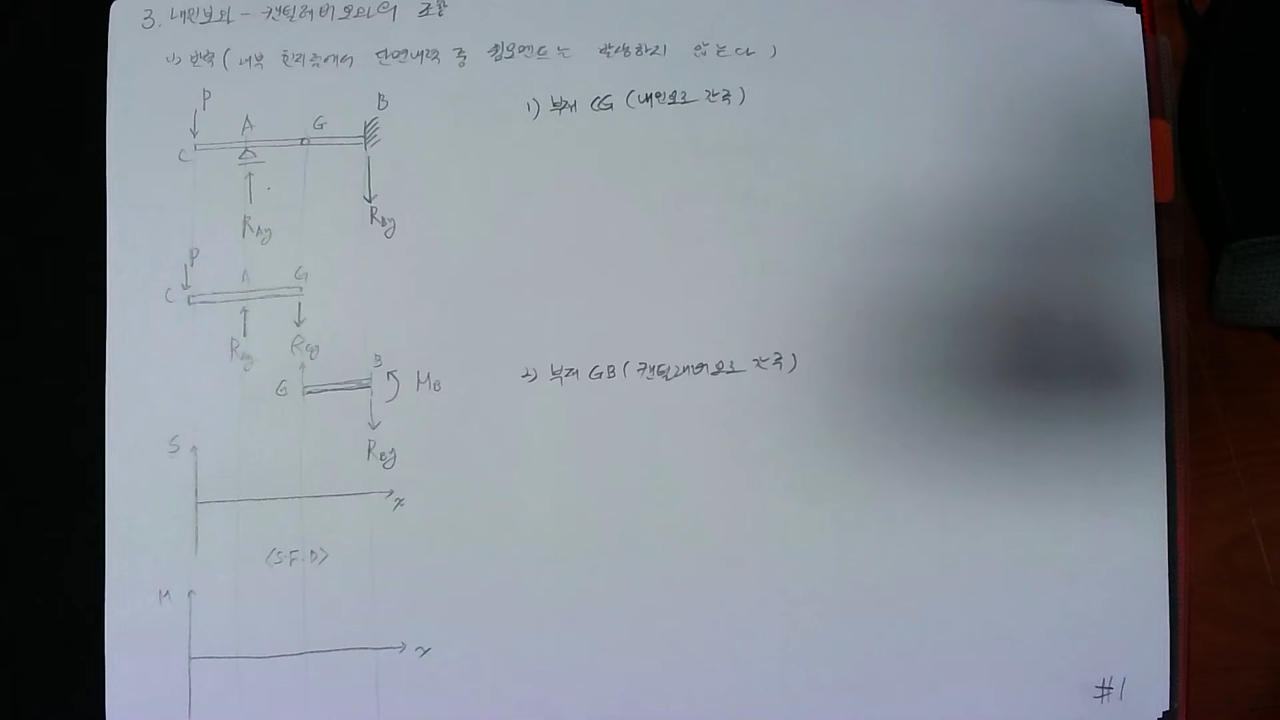 3. 내민보와 - 캔틸레버보와의 조합
1) 반력 (내부 힌지측에서 단면내력 중 휨모멘트는 발생하지 않는다)
P
A
G
B
C
R_Ay
R_By
1) 부재 CG (내민보로 간주)
P
C
A
G
R_Ay
R_Gy
G
B
M_B
R_By
2) 부재 GB (캔틸레버보로 간주)
S
x
(S.F.D)
M
x
#1